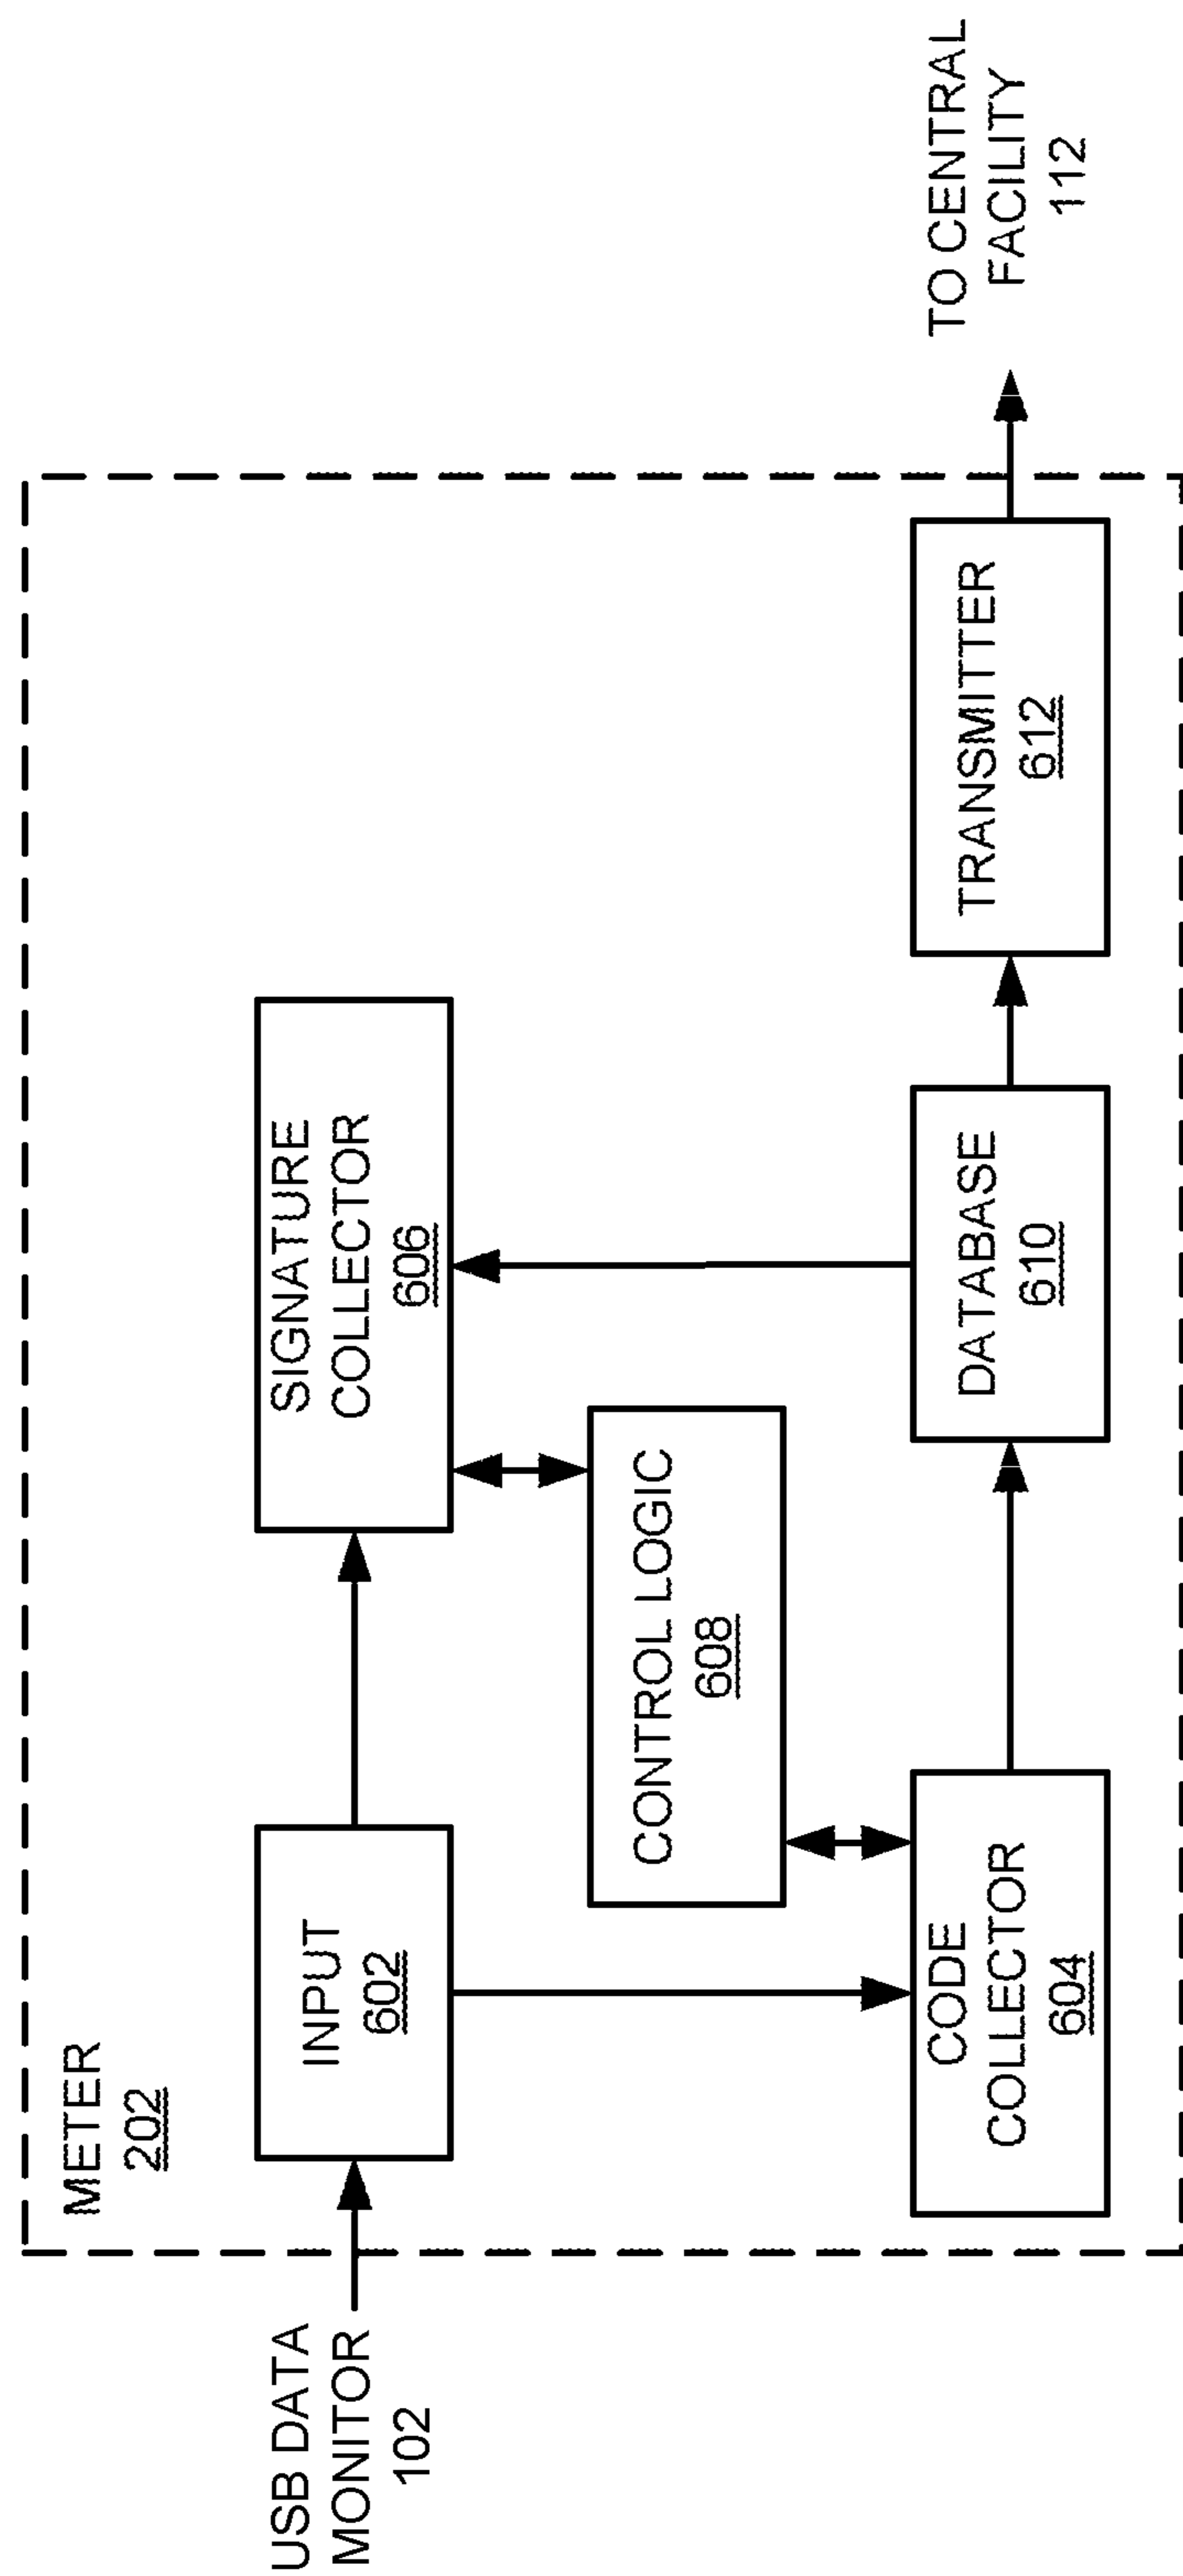 METER
202
USB DATA
MONITOR
102
INPUT
602
SIGNATURE
COLLECTOR
606
CONTROL LOGIC
608
CODE
COLLECTOR
604
DATABASE
610
TRANSMITTER
612
TO CENTRAL
FACILITY
112